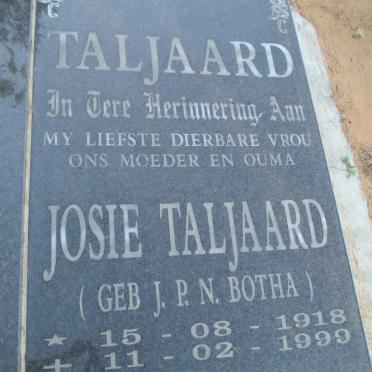 TALJAARD
In Tere Herinnering Aan
MY LIEFSTE DIERBARE VROU
ONS MOEDER EN OUMA
JOSIE TALJAARD
( GEB J. P. N. BOTHA )
★ 15 - 08 - 1918
+ 11 - 02 - 1999